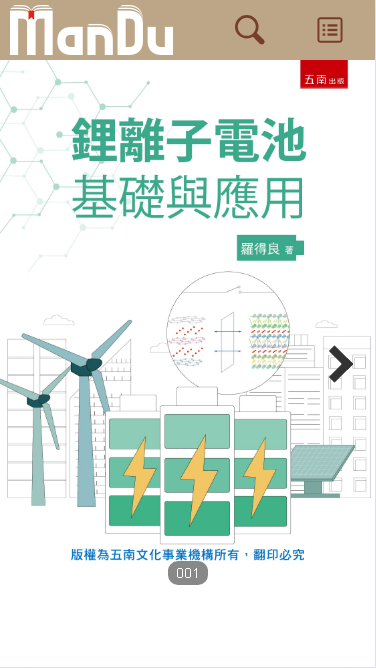 ManDu
五南出版
鋰離子電池
基礎與應用
羅得良 著
版權為五南文化事業機構所有，翻印必究
001